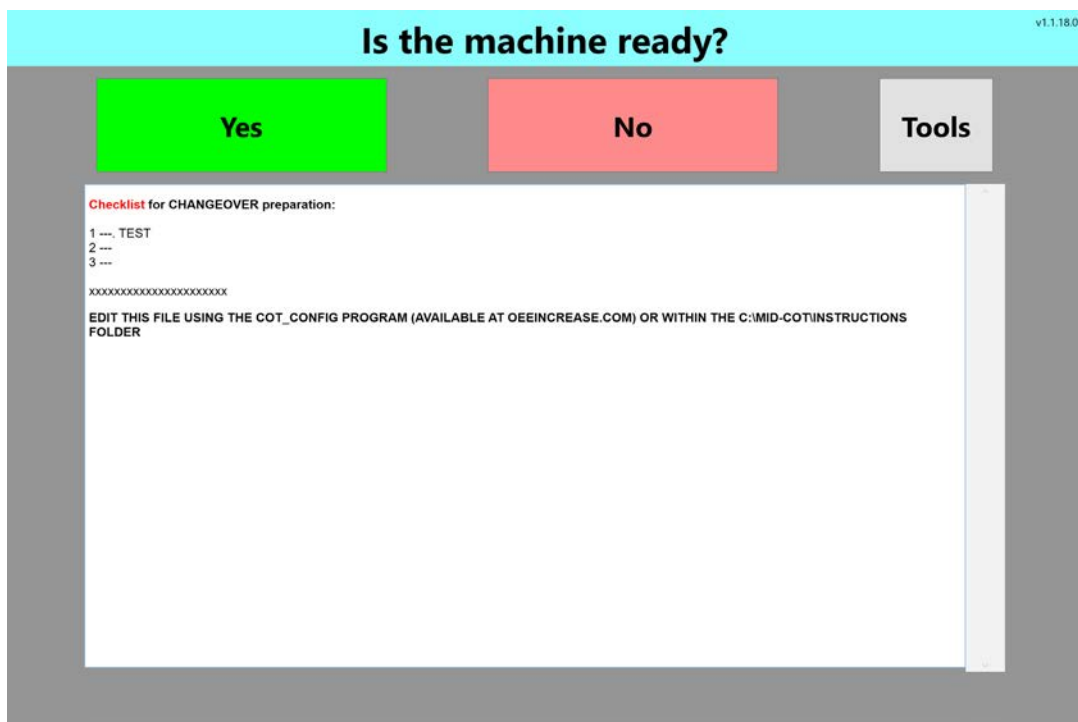 Is the machine ready?
v1.1.18.0
Yes
No
Tools
Checklist for CHANGEOVER preparation:
1 ---. TEST
2 ---
3 ---
xxxxxxxxxxxxxxxxxxxxxxx
EDIT THIS FILE USING THE COT_CONFIG PROGRAM (AVAILABLE AT OEEINCREASE.COM) OR WITHIN THE C:\MID-COT\INSTRUCTIONS
FOLDER